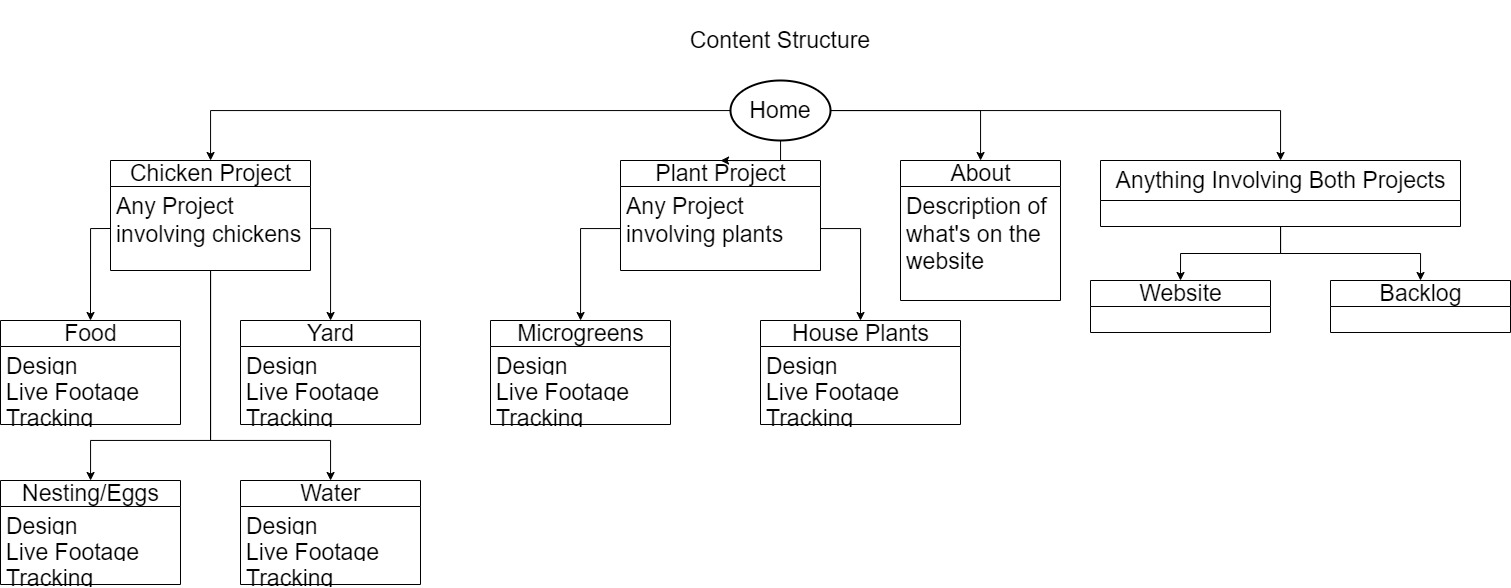 Content Structure
Home
Chicken Project
Any Project
involving chickens
Plant Project
Any Project
involving plants
About
Description of
what's on the
website
Anything Involving Both Projects
Website
Backlog
Food
Design
Live Footage
Tracking
Yard
Design
Live Footage
Tracking
Microgreens
Design
Live Footage
Tracking
House Plants
Design
Live Footage
Tracking
Nesting/Eggs
Design
Live Footage
Tracking
Water
Design
Live Footage
Tracking